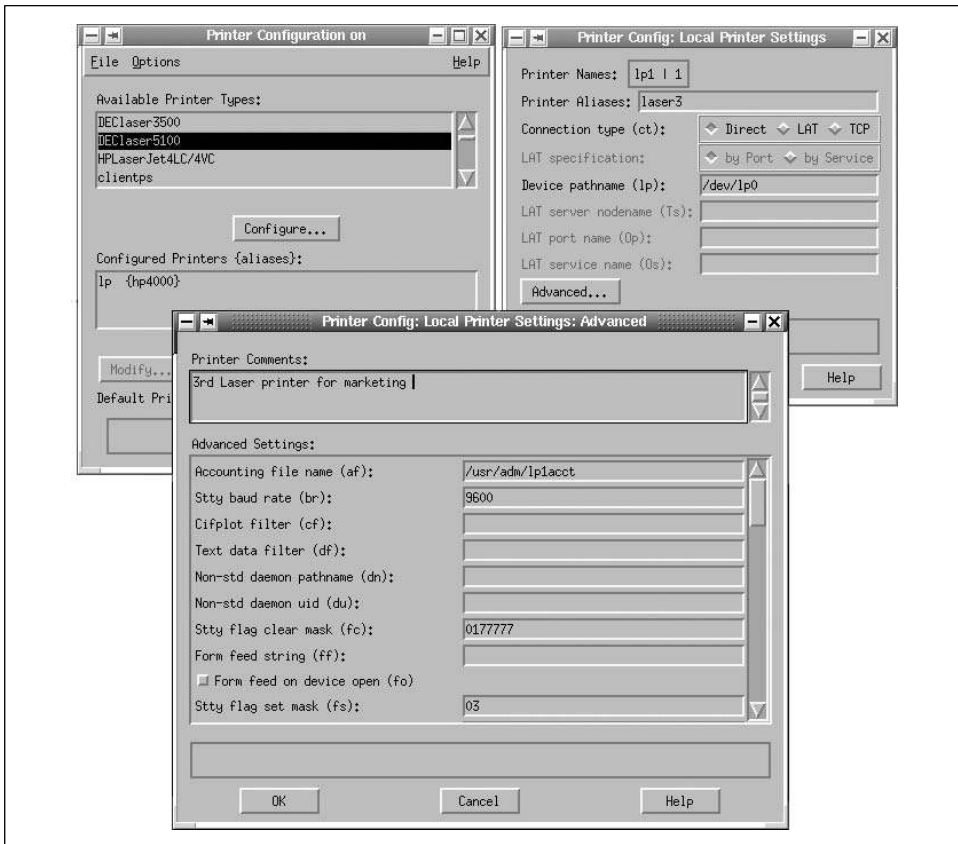 Printer Configuration on
File Options Help
Available Printer Types:
DEClaser3500
DEClaser5100
HPLaserJet4LC/4VC
clientps
Configure...
Configured Printers {aliases}:
lp {hp4000}
Modify...
Default Pri
Printer Config: Local Printer Settings
Printer Names: lp1 | 1
Printer Aliases: laser3
Connection type (ct): Direct LAT TCP
LAT specification: by Port by Service
Device pathname (lp): /dev/lp0
LAT server nodename (Ts):
LAT port name (Op):
LAT service name (Os):
Advanced...
Help
Printer Config: Local Printer Settings: Advanced
Printer Comments:
3rd Laser printer for marketing
Advanced Settings:
Accounting file name (af): /usr/adm/lp1acct
Stty baud rate (br): 9600
Cifplot filter (cf):
Text data filter (df):
Non-std daemon pathname (dn):
Non-std daemon uid (du):
Stty flag clear mask (fc): 0177777
Form feed string (ff):
Form feed on device open (fo)
Stty flag set mask (fs): 03
OK Cancel Help